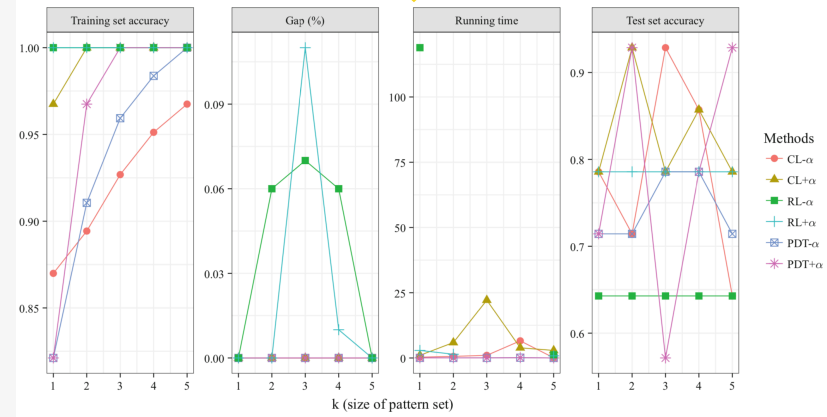 Training set accuracy
Gap (%)
Running time
Test set accuracy
1.00
0.95
0.90
0.85
0.09
0.06
0.03
0.00
100
75
50
25
0
0.9
0.8
0.7
0.6
1 2 3 4 5
1 2 3 4 5
1 2 3 4 5
1 2 3 4 5
k (size of pattern set)
Methods
CL-α
CL+α
RL-α
RL+α
PDT-α
PDT+α